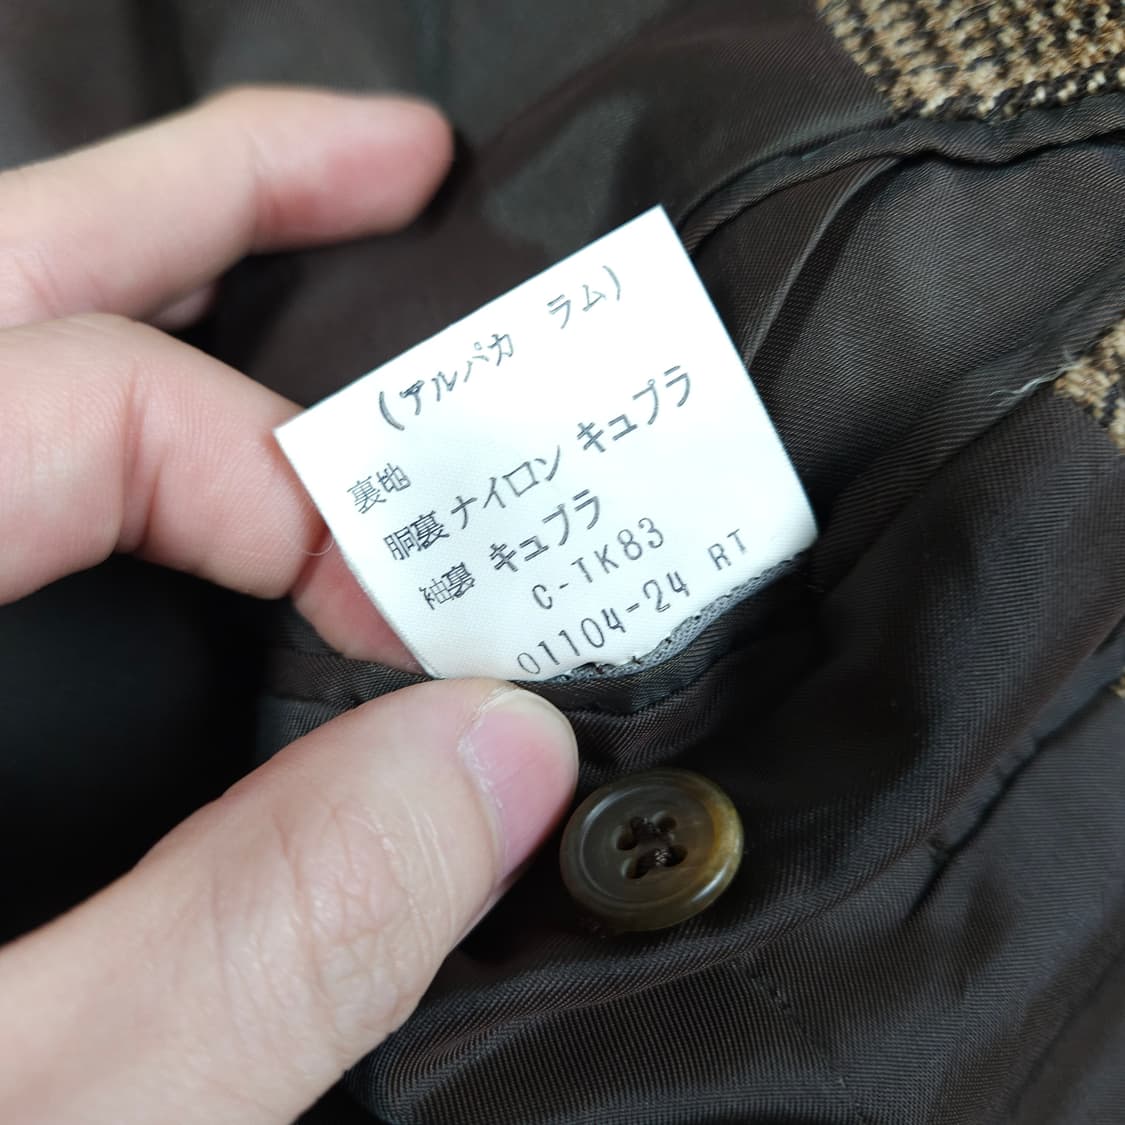 (アルパカ ラム)
裏地
胴裏 ナイロン キュプラ
袖裏 キュプラ
C-TK83
01104-24 RT